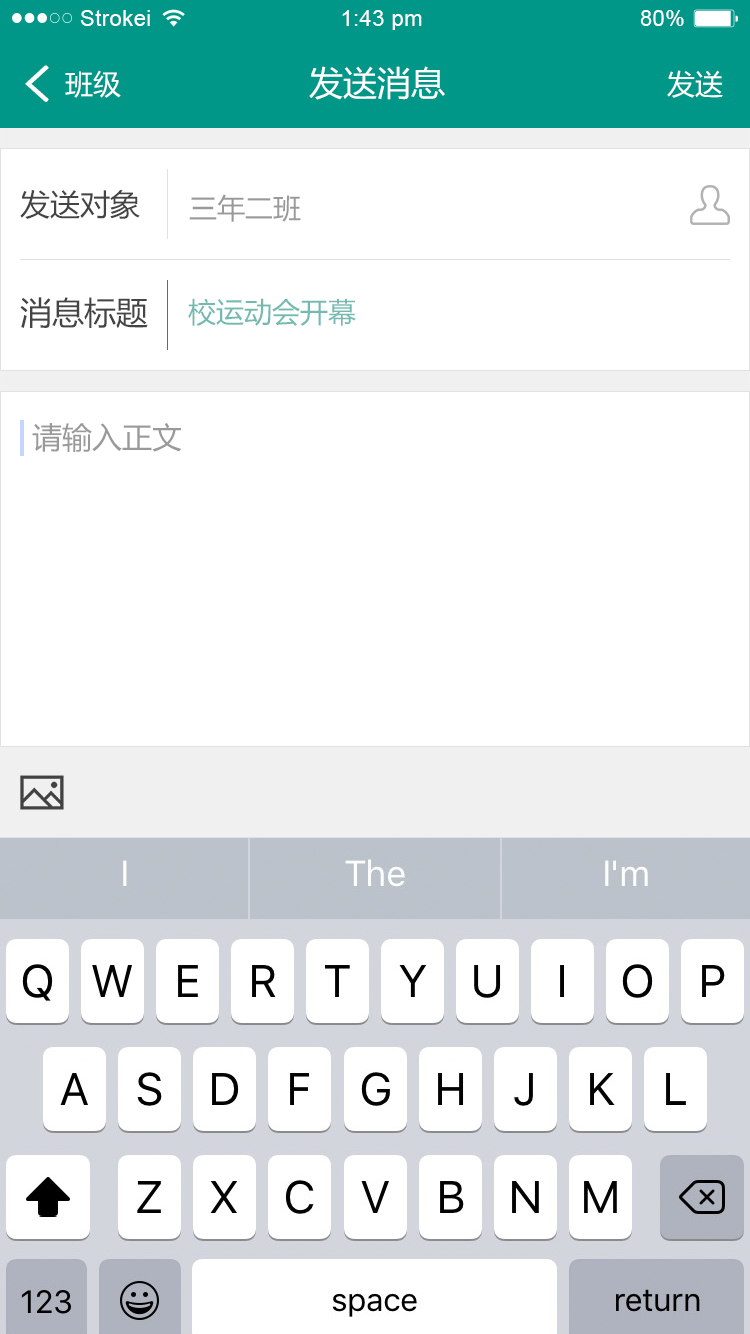 Strokei 1:43 pm 80%
班级 发送消息 发送
发送对象 三年二班
消息标题 校运动会开幕
请输入正文
I The I'm
Q W E R T Y U I O P
A S D F G H J K L
Z X C V B N M
123 space return